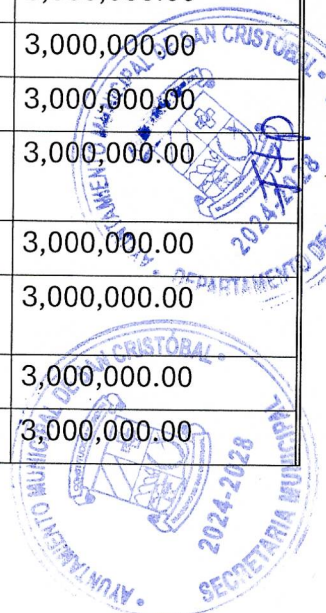 3,000,000.00
3,000,000.00
3,000,000.00
3,000,000.00
3,000,000.00
3,000,000.00
3,000,000.00
AYUNTAMIENTO MUNICIPAL DE SAN CRISTÓBAL
2024-2028
DEPARTAMENTO DE
AYUNTAMIENTO MUNICIPAL DE SAN CRISTÓBAL
2024-2028
SECRETARIA MUNICIPAL